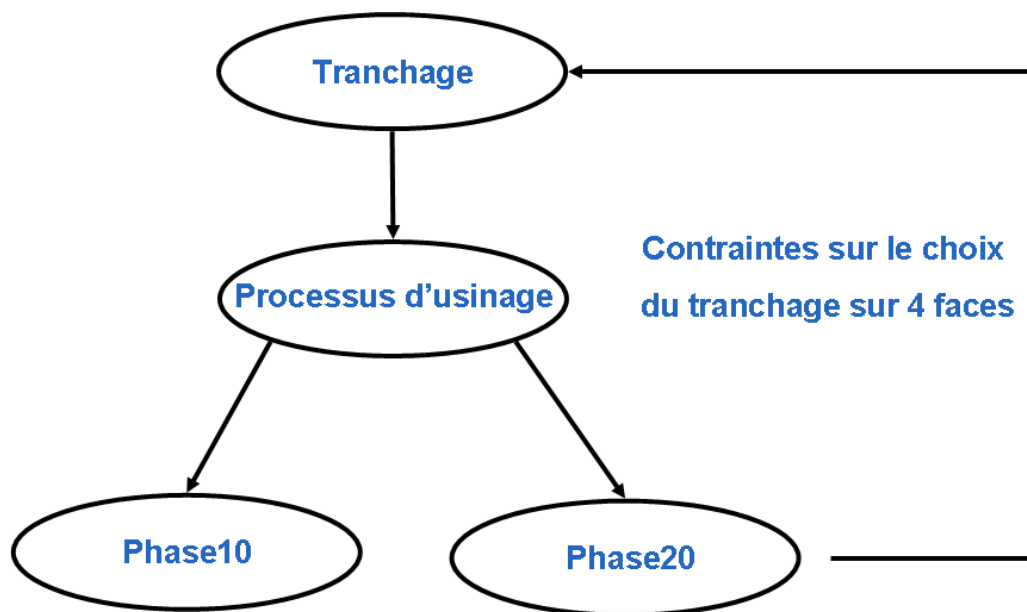 Tranchage
Contraintes sur le choix
du tranchage sur 4 faces
Processus d’usinage
Phase10
Phase20